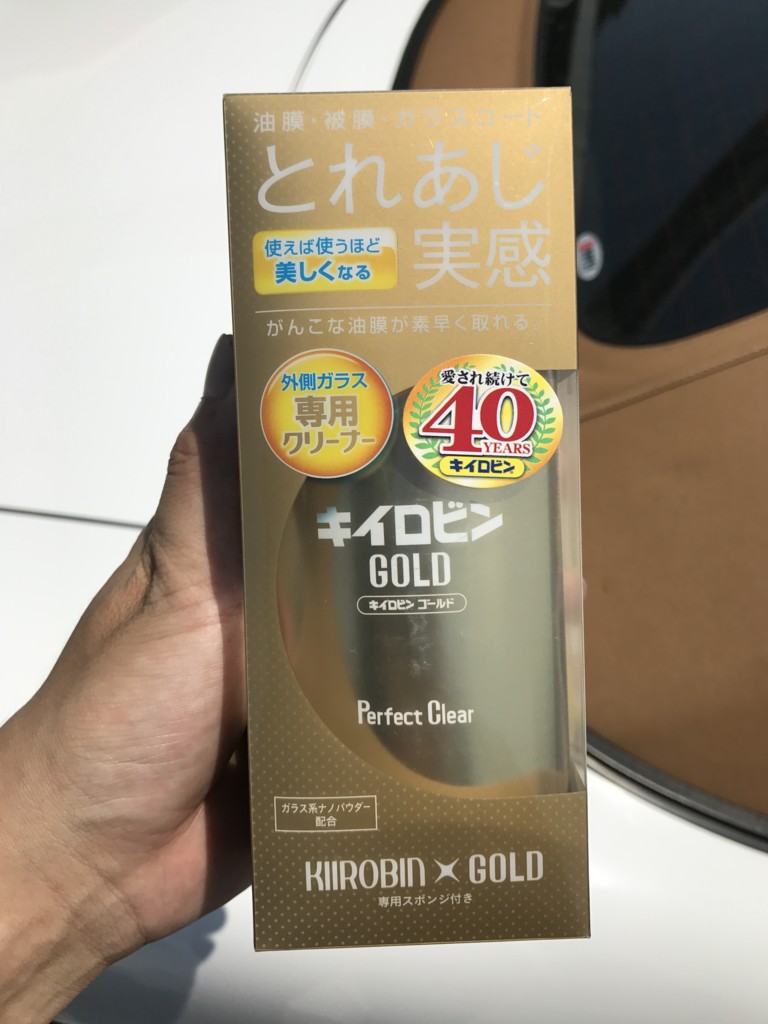 油膜・被膜・ガラスコート
とれあじ
実感
使えば使うほど
美しくなる
がんこな油膜が素早く取れる。
外側ガラス
専用
クリーナー
愛され続けて
40
YEARS
キイロビン
キイロビン
GOLD
キイロビン ゴールド
Perfect Clear
ガラス系ナノパウダー
配合
KIIROBIN GOLD
専用スポンジ付き